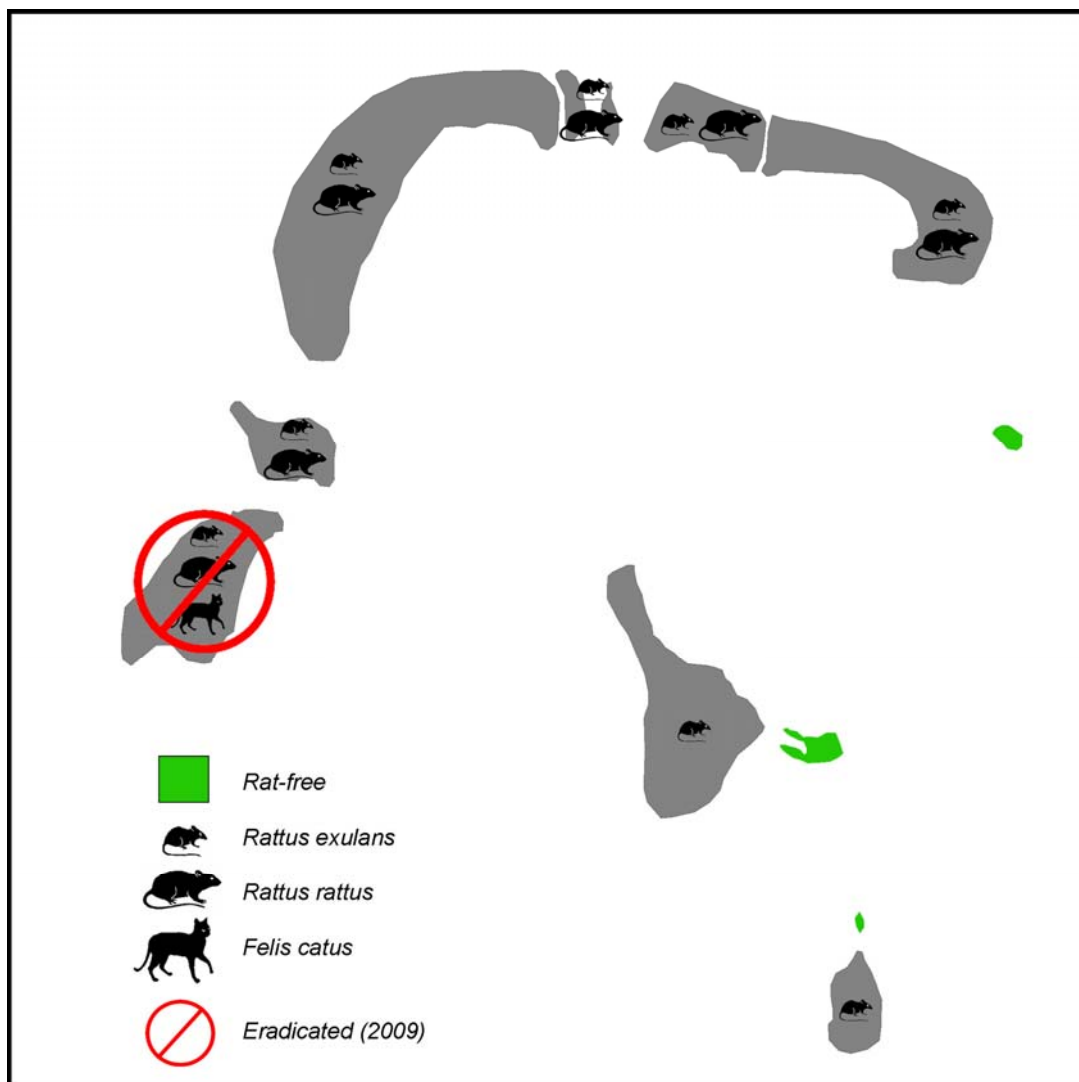 Rat-free
Rattus exulans
Rattus rattus
Felis catus
Eradicated (2009)